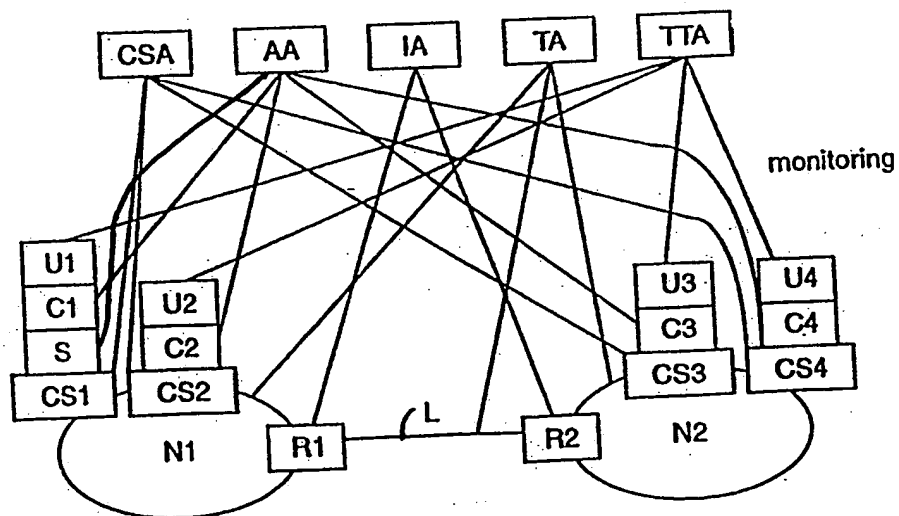 CSA AA IA TA TTA
monitoring
U1
C1
S
CS1
U2
C2
CS2
U3
C3
CS3
U4
C4
CS4
N1
R1
L
R2
N2